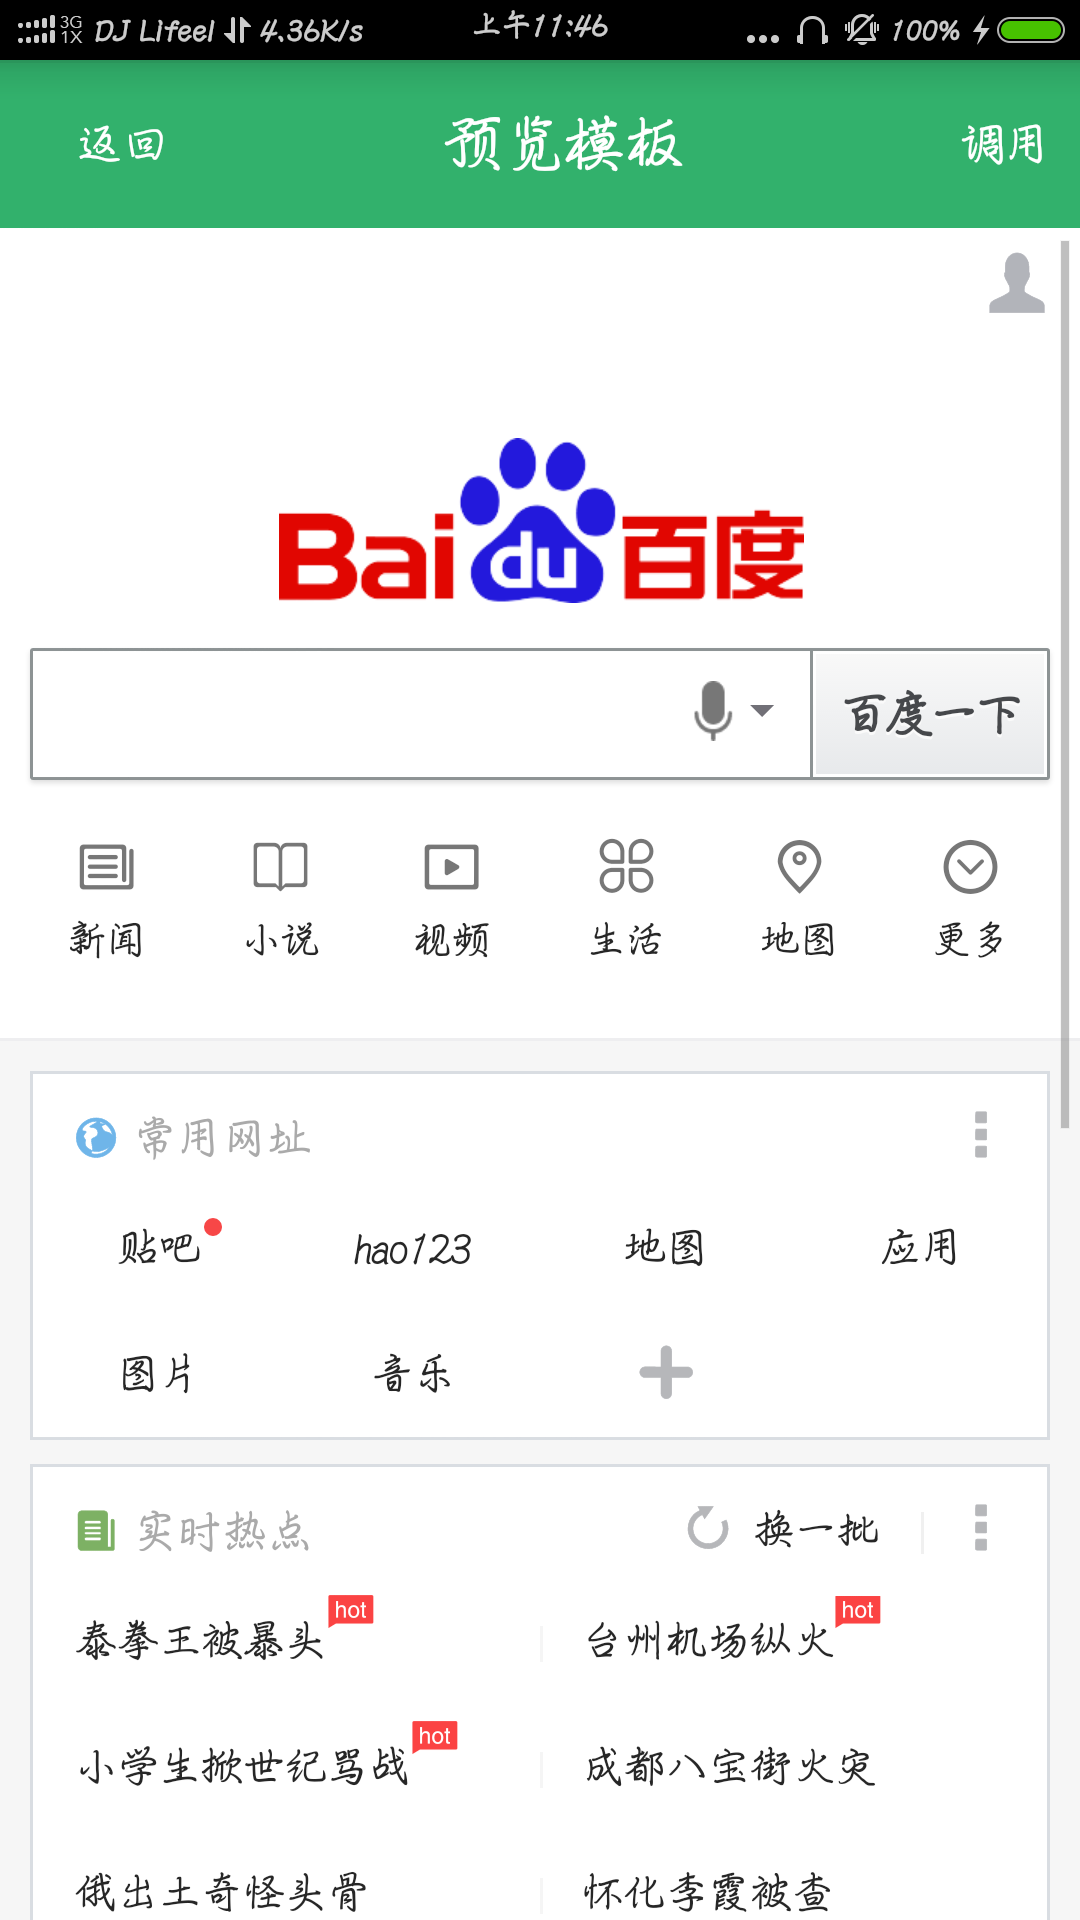 3G 1X DJ Lifeel 4.36K/s 上午11:46 ... 100%
返回 预览模板 调用
Bai du 百度
百度一下
新闻 小说 视频 生活 地图 更多
常用网址
贴吧 hao123 地图 应用
图片 音乐
实时热点 换一批
泰拳王被暴头 hot 台州机场纵火 hot
小学生掀世纪骂战 hot 成都八宝街火灾
俄出土奇怪头骨 怀化李霞被查